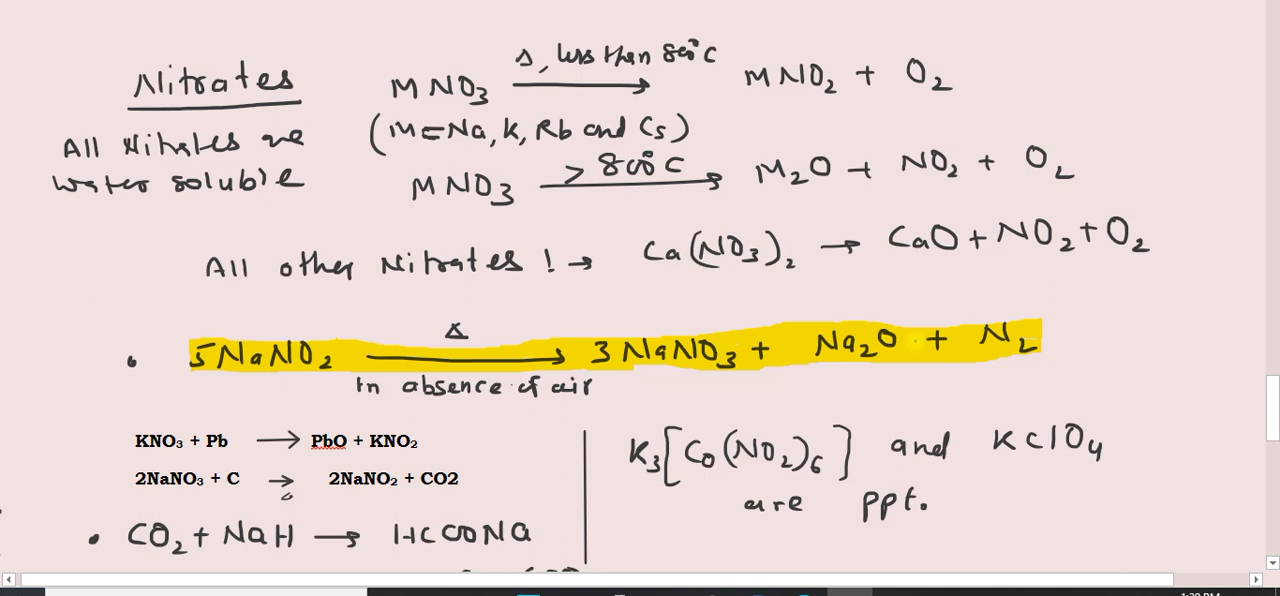 Nitrates MNO₃ Δ, less than 800°C → MNO₂ + O₂
All Nitrates are (M = Na, K, Rb and Cs)
water soluble MNO₃ > 800°C → M₂O + NO₂ + O₂
All other Nitrates ! → Ca(NO₃)₂ → CaO + NO₂ + O₂
• 5NaNO₂ Δ → 3NaNO₃ + Na₂O + N₂
In absence of air
KNO₃ + Pb → PbO + KNO₂
2NaNO₃ + C → 2NaNO₂ + CO2
• CO₂ + NaH → HCOONa
K₃[Co(NO₂)₆] and KClO₄
are ppt.